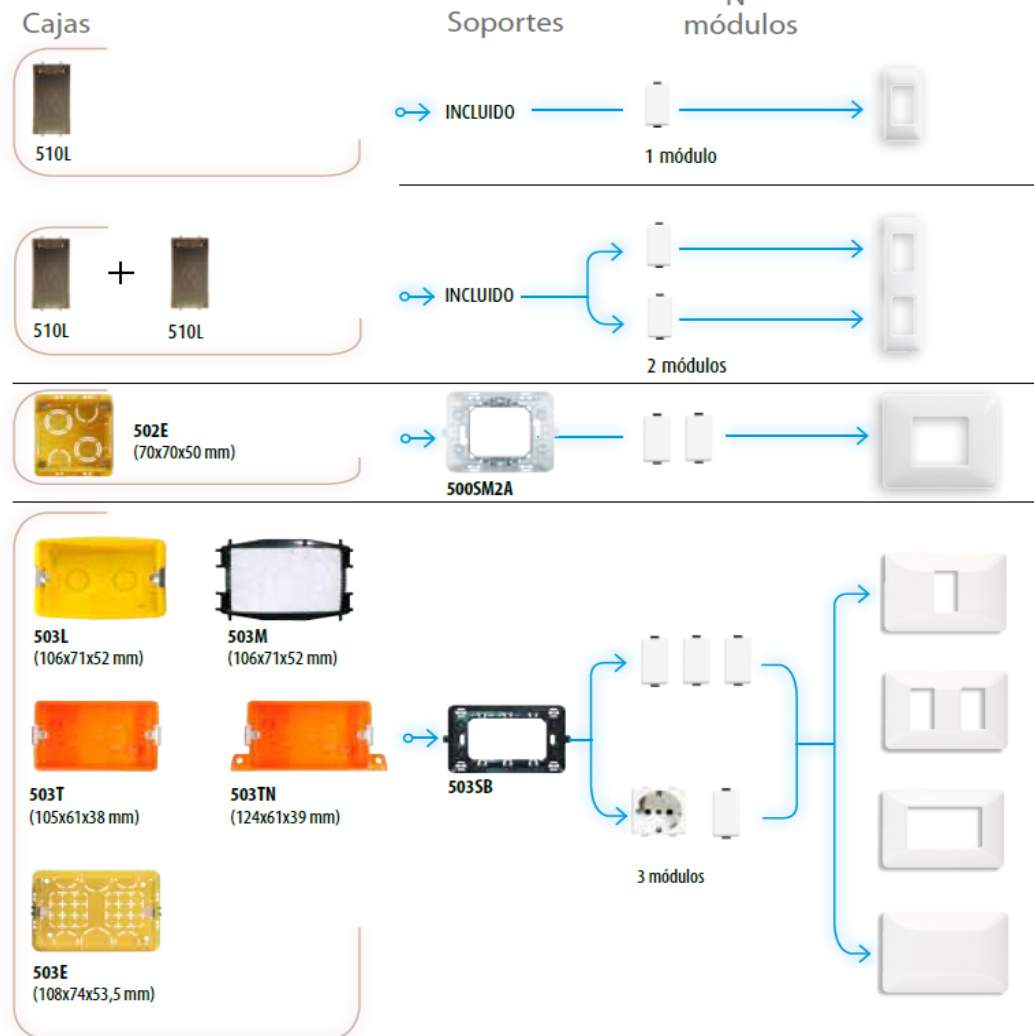 Cajas
Soportes
N
módulos
510L
INCLUIDO
1 módulo
+
510L
510L
INCLUIDO
2 módulos
502E
(70x70x50 mm)
500SM2A
503L
(106x71x52 mm)
503M
(106x71x52 mm)
503T
(105x61x38 mm)
503TN
(124x61x39 mm)
503SB
3 módulos
503E
(108x74x53,5 mm)